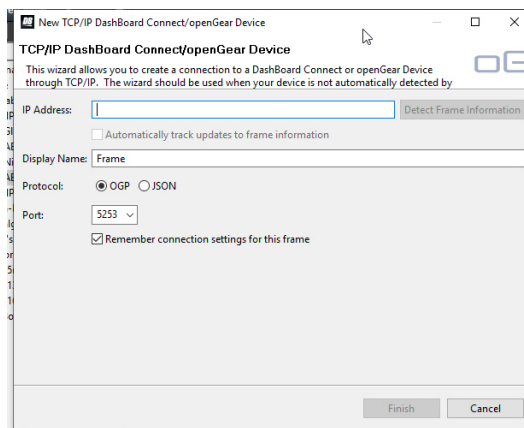 New TCP/IP DashBoard Connect/openGear Device
TCP/IP DashBoard Connect/openGear Device
This wizard allows you to create a connection to a DashBoard Connect or openGear Device
through TCP/IP. The wizard should be used when your device is not automatically detected by
IP Address:
Detect Frame Information
Automatically track updates to frame information
Display Name: Frame
Protocol: OGP JSON
Port: 5253
Remember connection settings for this frame
Finish Cancel